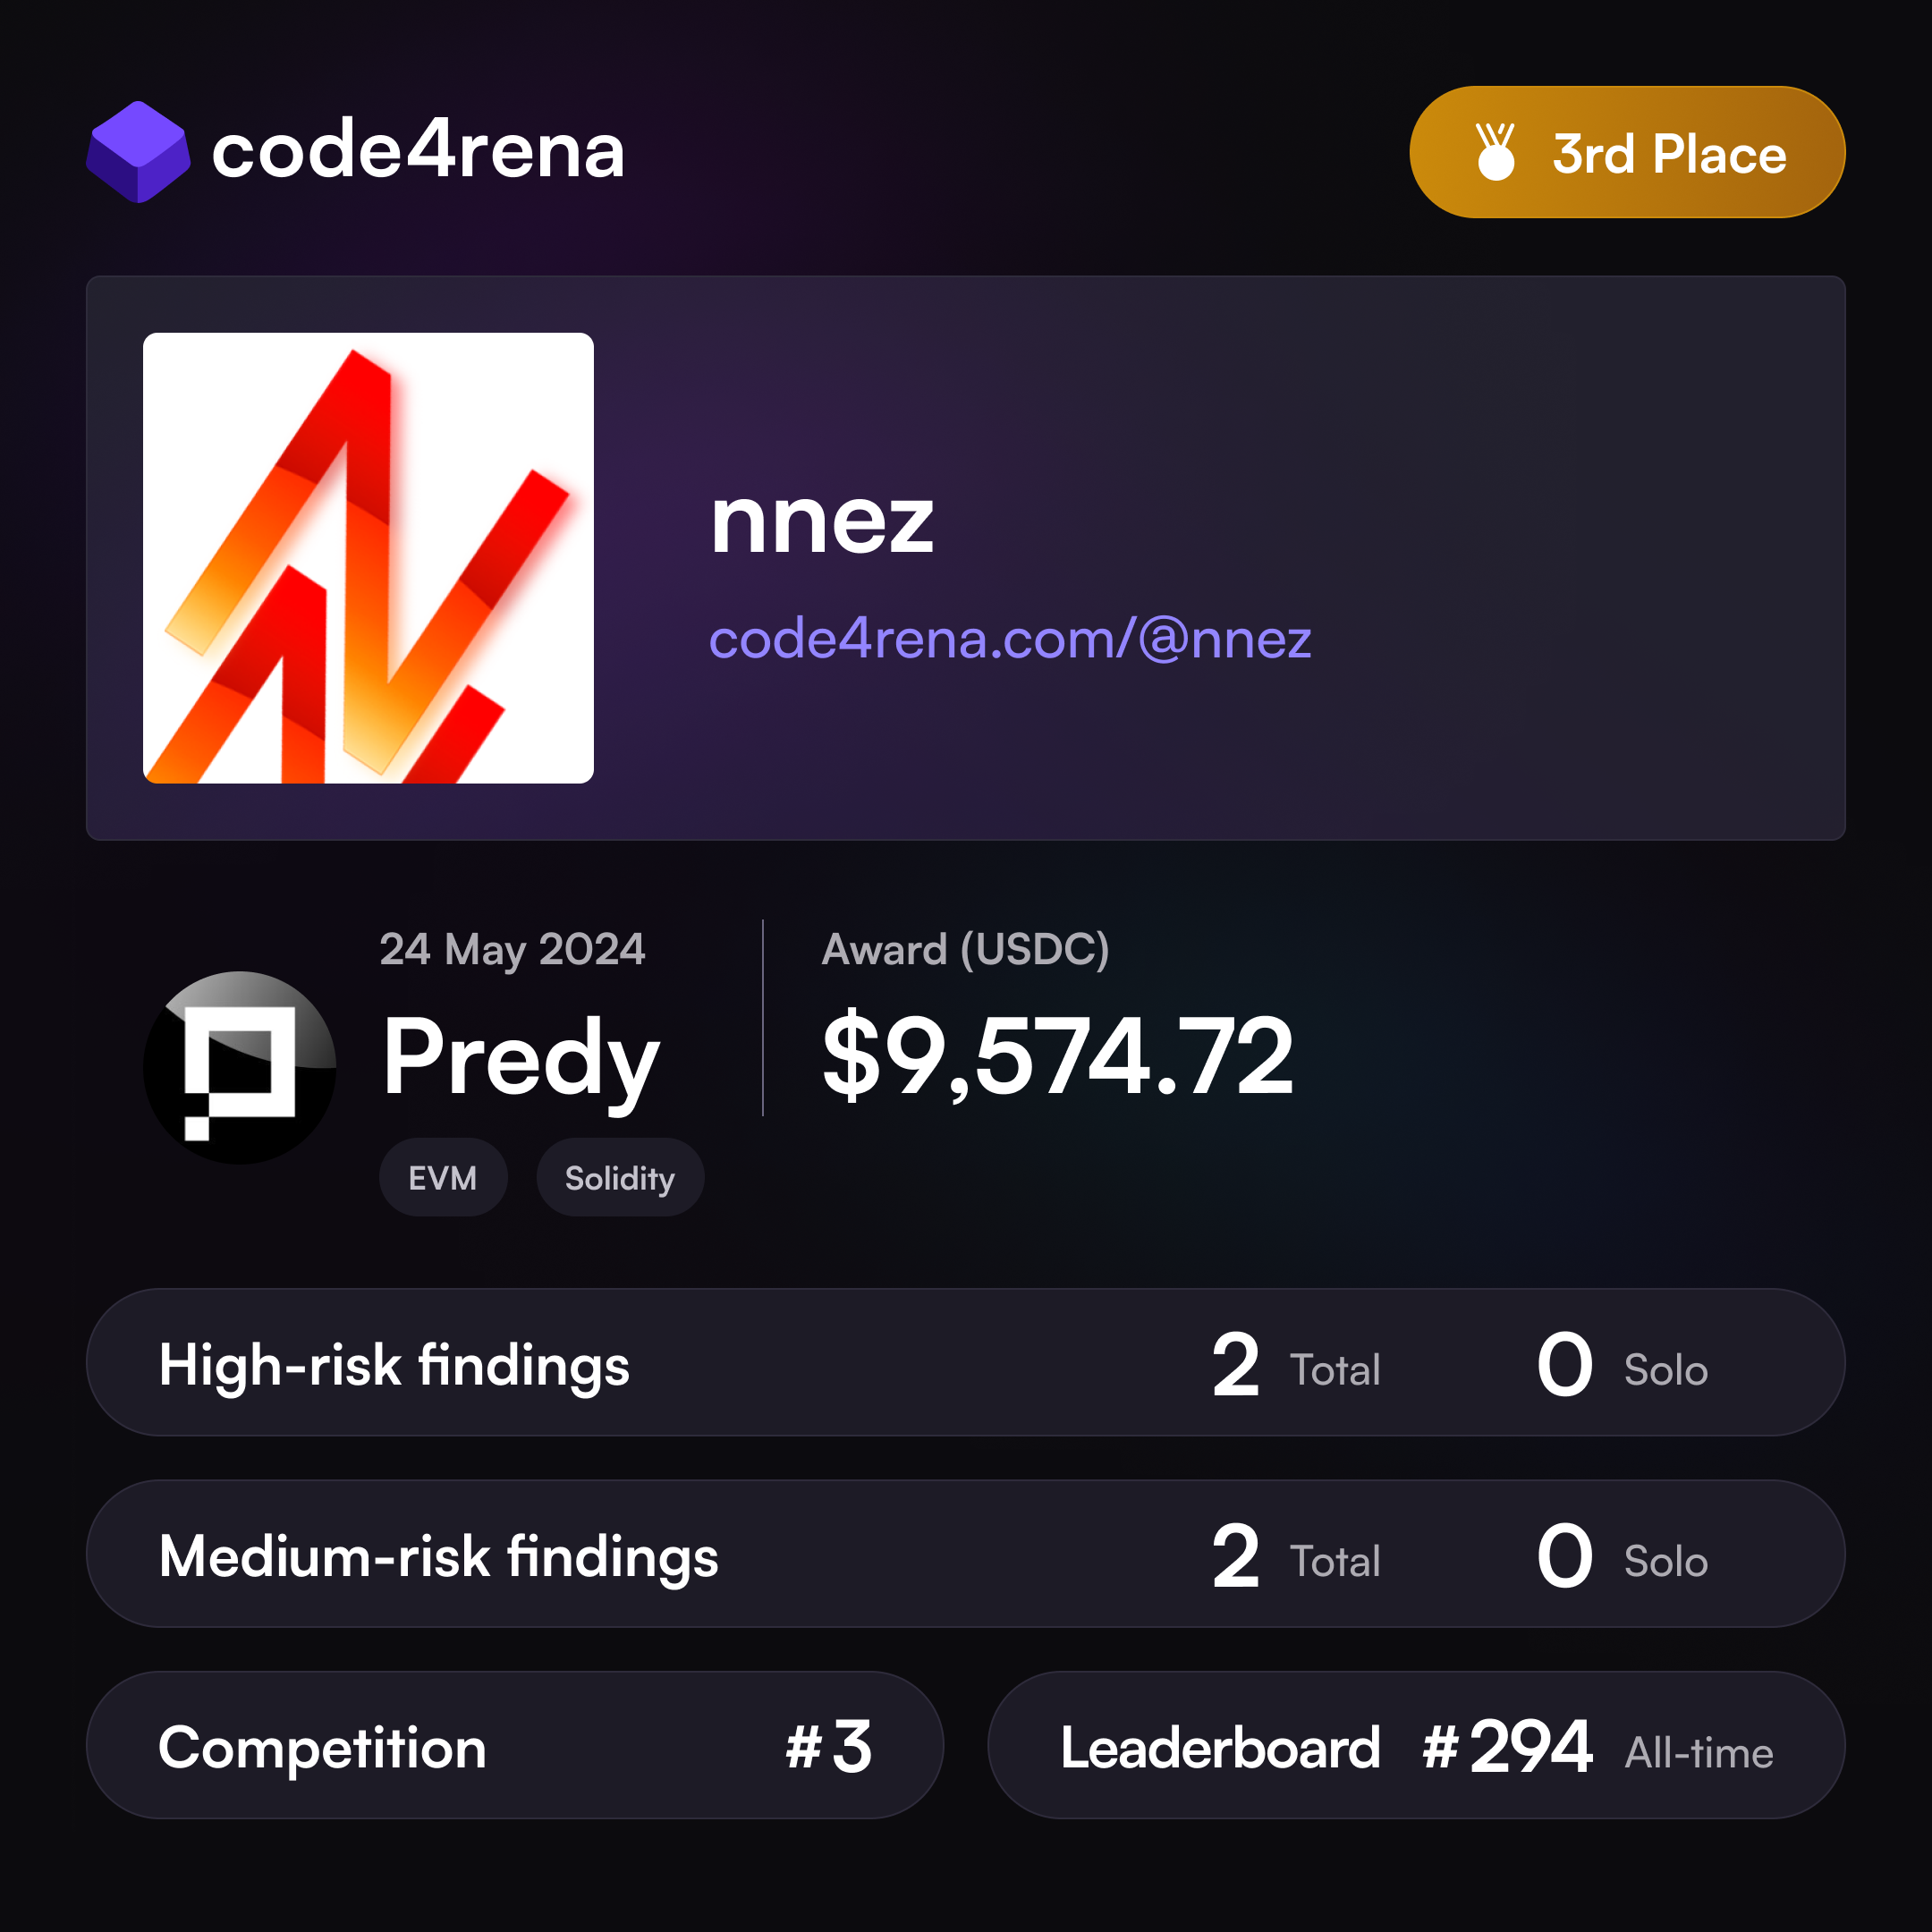 code4rena
3rd Place
nnez
code4rena.com/@nnez
24 May 2024
Predy
EVM Solidity
Award (USDC)
$9,574.72
High-risk findings 2 Total 0 Solo
Medium-risk findings 2 Total 0 Solo
Competition #3
Leaderboard #294 All-time